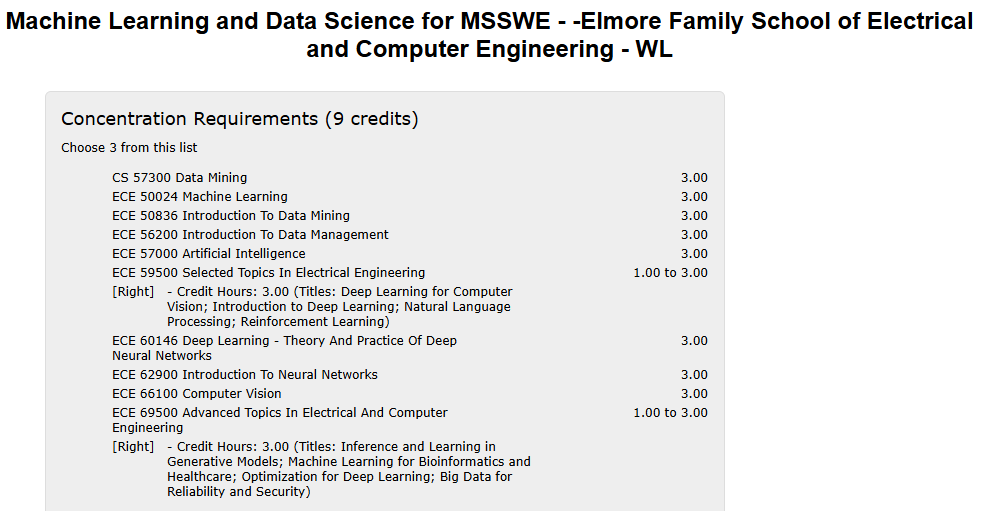 Machine Learning and Data Science for MSSWE - -Elmore Family School of Electrical
and Computer Engineering - WL
Concentration Requirements (9 credits)
Choose 3 from this list
CS 57300 Data Mining 3.00
ECE 50024 Machine Learning 3.00
ECE 50836 Introduction To Data Mining 3.00
ECE 56200 Introduction To Data Management 3.00
ECE 57000 Artificial Intelligence 3.00
ECE 59500 Selected Topics In Electrical Engineering 1.00 to 3.00
[Right] - Credit Hours: 3.00 (Titles: Deep Learning for Computer
Vision; Introduction to Deep Learning; Natural Language
Processing; Reinforcement Learning)
ECE 60146 Deep Learning - Theory And Practice Of Deep 3.00
Neural Networks
ECE 62900 Introduction To Neural Networks 3.00
ECE 66100 Computer Vision 3.00
ECE 69500 Advanced Topics In Electrical And Computer 1.00 to 3.00
Engineering
[Right] - Credit Hours: 3.00 (Titles: Inference and Learning in
Generative Models; Machine Learning for Bioinformatics and
Healthcare; Optimization for Deep Learning; Big Data for
Reliability and Security)